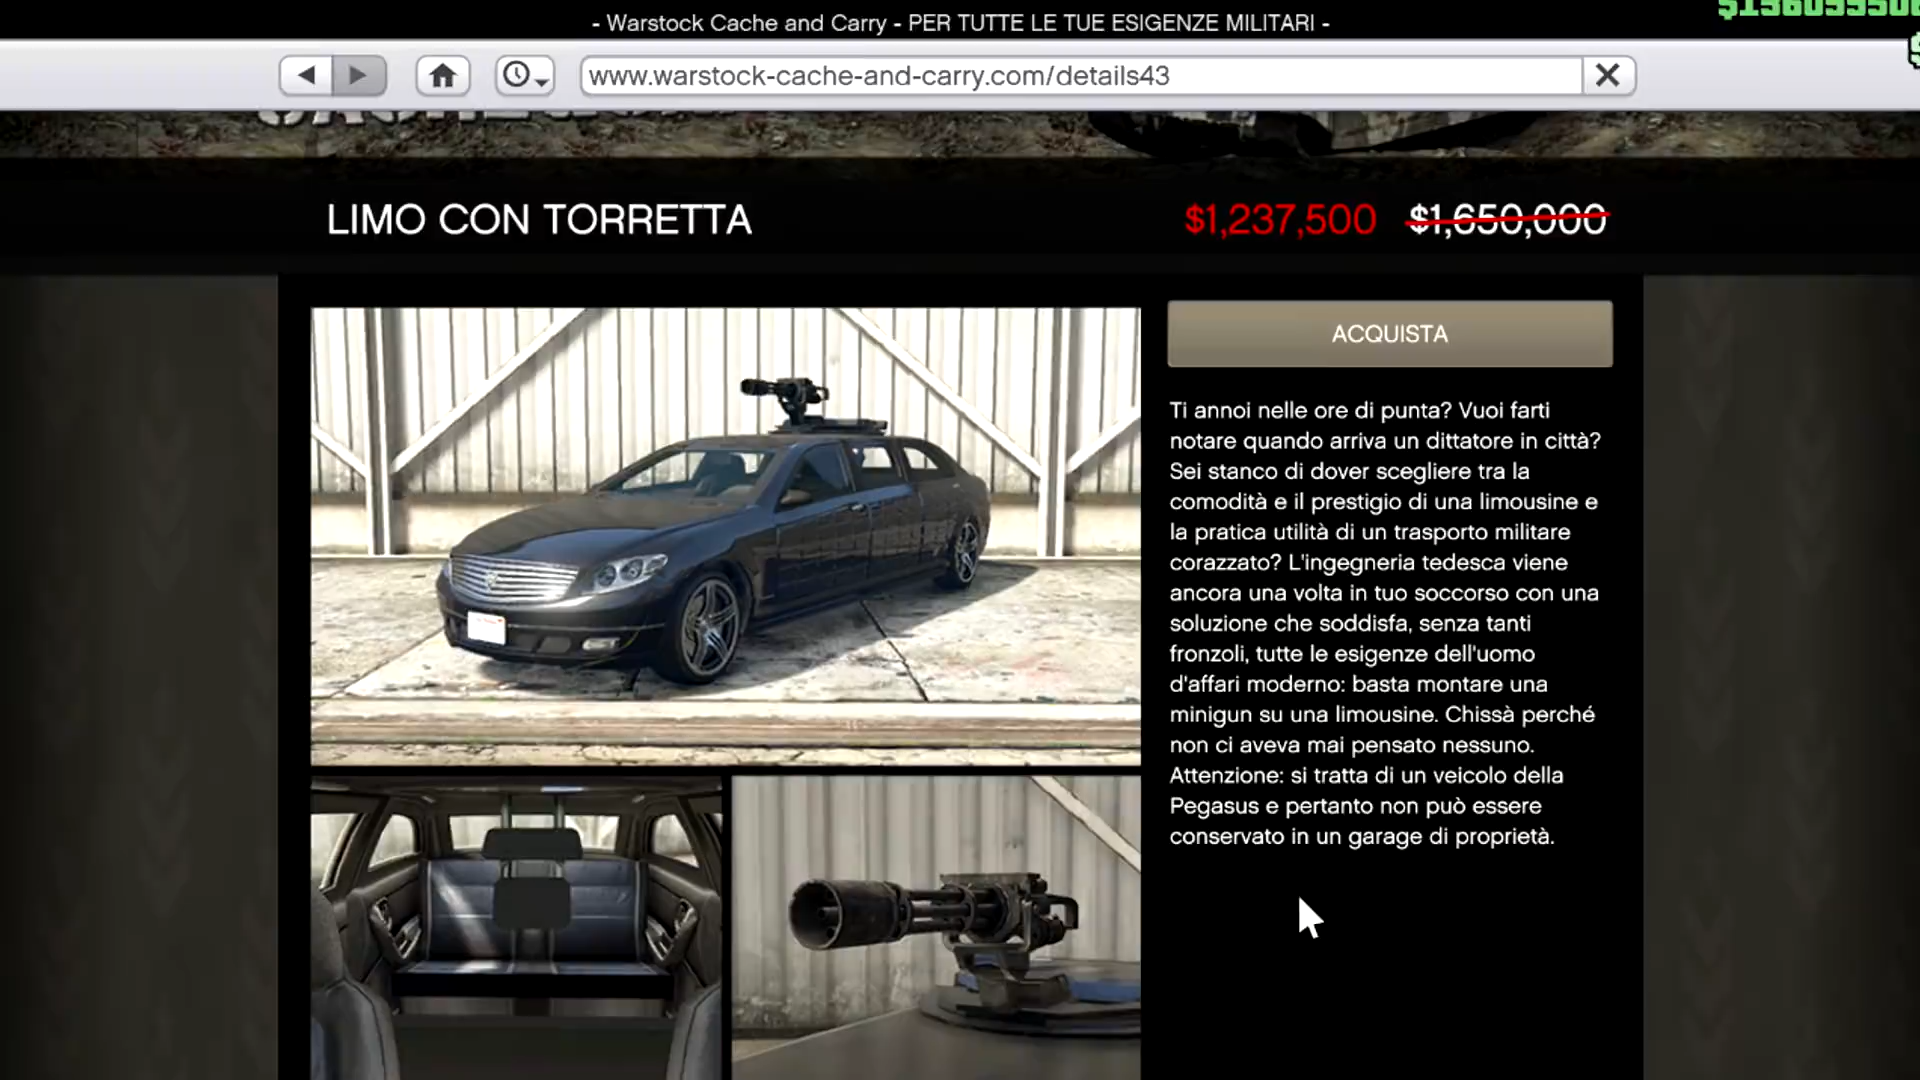 - Warstock Cache and Carry - PER TUTTE LE TUE ESIGENZE MILITARI -
www.warstock-cache-and-carry.com/details43
LIMO CON TORRETTA
$1,237,500 $1,650,000
ACQUISTA
Ti annoi nelle ore di punta? Vuoi farti
notare quando arriva un dittatore in città?
Sei stanco di dover scegliere tra la
comodità e il prestigio di una limousine e
la pratica utilità di un trasporto militare
corazzato? L'ingegneria tedesca viene
ancora una volta in tuo soccorso con una
soluzione che soddisfa, senza tanti
fronzoli, tutte le esigenze dell'uomo
d'affari moderno: basta montare una
minigun su una limousine. Chissà perché
non ci aveva mai pensato nessuno.
Attenzione: si tratta di un veicolo della
Pegasus e pertanto non può essere
conservato in un garage di proprietà.